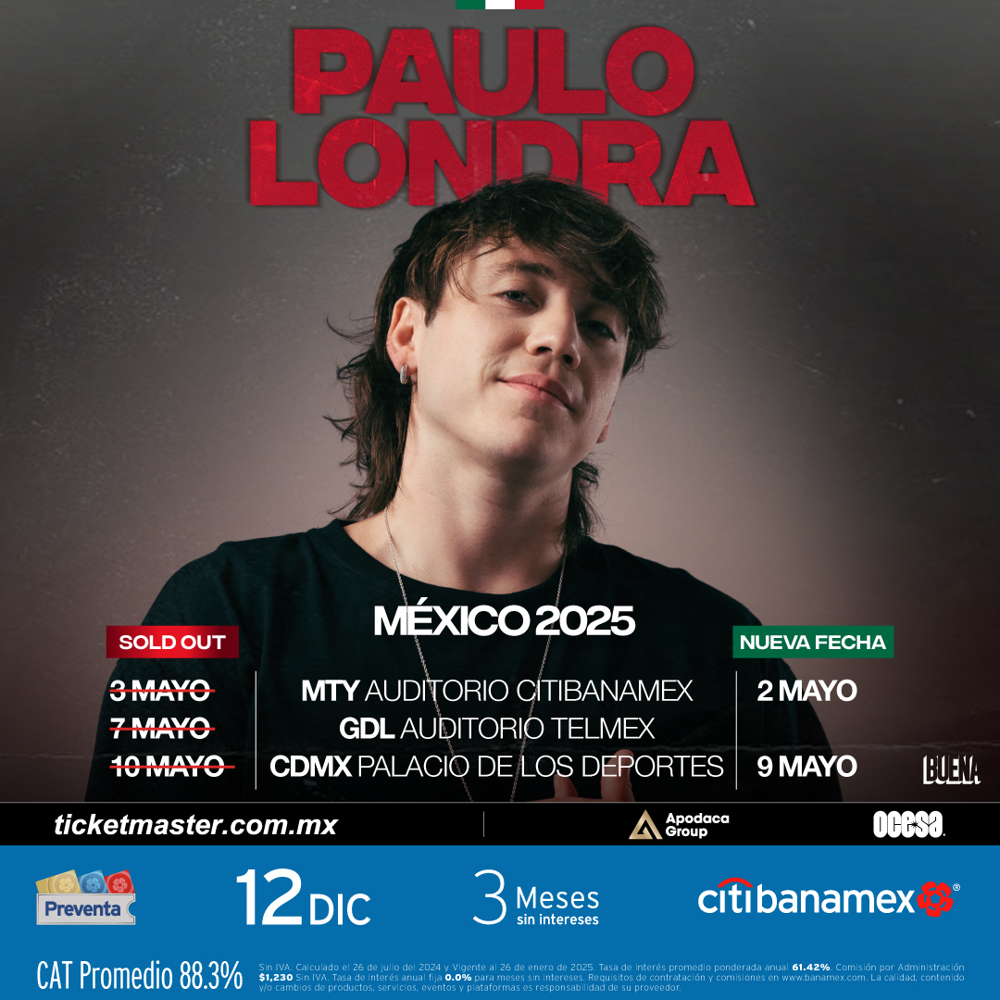 PAULO
LONDRA
MÉXICO 2025
SOLD OUT
NUEVA FECHA
3 MAYO MTY AUDITORIO CITIBANAMEX 2 MAYO
7 MAYO GDL AUDITORIO TELMEX
10 MAYO CDMX PALACIO DE LOS DEPORTES 9 MAYO
BUENA
ticketmaster.com.mx
Apodaca
Group
ocesa.
Preventa
12 DIC
3 Meses
sin intereses
citibanamex®
CAT Promedio 88.3%
Sin IVA. Calculado el 26 de julio del 2024 y Vigente al 26 de enero de 2025. Tasa de interés promedio ponderada anual 61.42%. Comisión por Administración
$1,230 Sin IVA. Tasa de interés anual fija 0.0% para meses sin intereses. Requisitos de contratación y comisiones en www.banamex.com. La calidad, contenido
y/o cambios de productos, servicios, eventos y plataformas es responsabilidad de su proveedor.